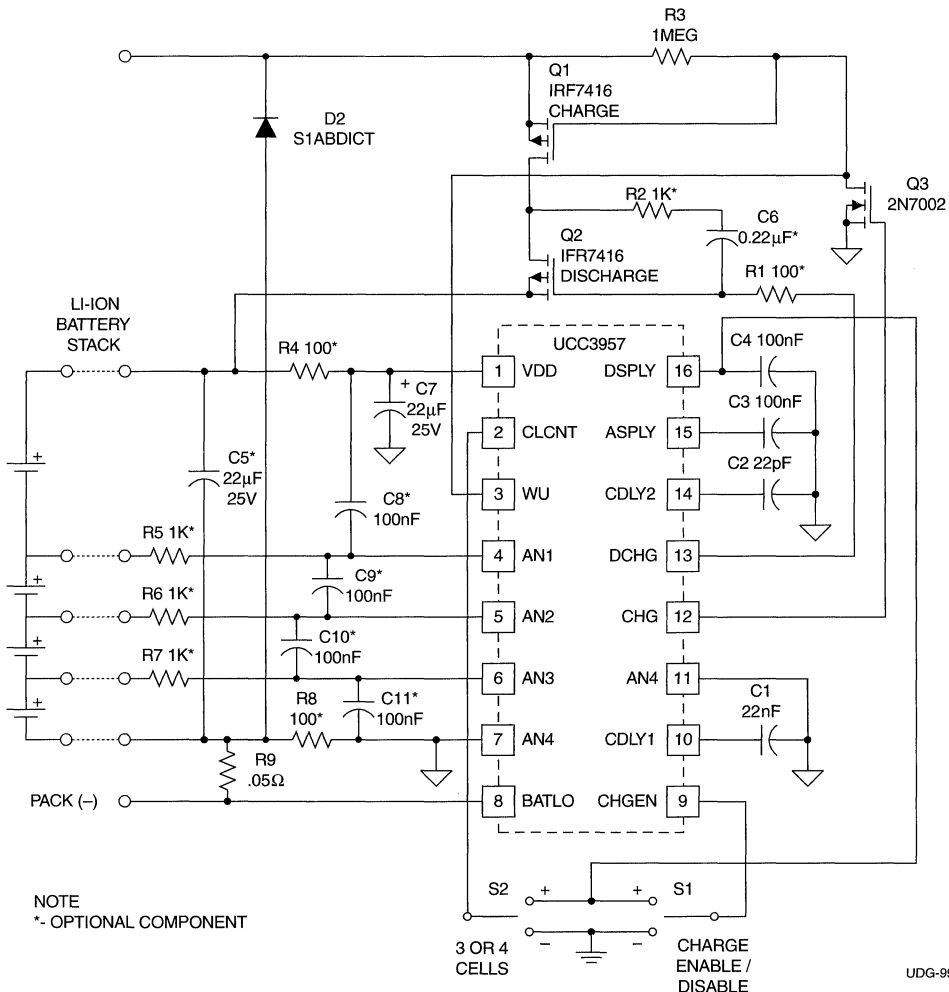 R3
1MEG
Q1
IRF7416
CHARGE
D2
S1ABDICT
Q3
2N7002
R2 1K*
C6
0.22µF*
Q2
IFR7416
DISCHARGE
R1 100*
LI-ION
BATTERY
STACK
UCC3957
R4 100*
1 VDD
DSPLY 16
C4 100nF
+ C7
22µF
25V
C3 100nF
2 CLCNT
ASPLY 15
C5*
22µF
25V
C2 22pF
+
3 WU
CDLY2 14
C8*
100nF
R5 1K*
4 AN1
DCHG 13
C9*
100nF
+
R6 1K*
5 AN2
CHG 12
C10*
100nF
+
R7 1K*
6 AN3
AN4 11
R8
100*
C11*
100nF
C1
22nF
+
7 AN4
CDLY1 10
R9
.05Ω
PACK (–)
8 BATLO
CHGEN 9
S2 + + S1
NOTE
*- OPTIONAL COMPONENT
– –
3 OR 4
CELLS
CHARGE
ENABLE /
DISABLE